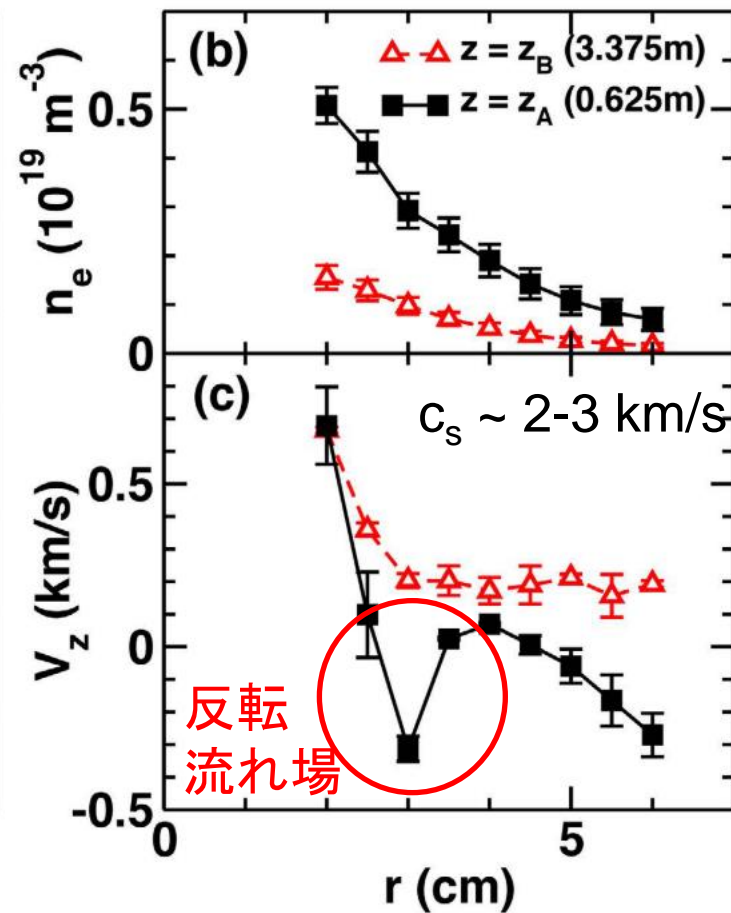 (b)
z = z_B (3.375m)
z = z_A (0.625m)
n_e (10^19 m^-3)
0.5
0
(c)
c_s ~ 2-3 km/s
V_z (km/s)
0.5
0
-0.5
反転
流れ場
0
5
r (cm)